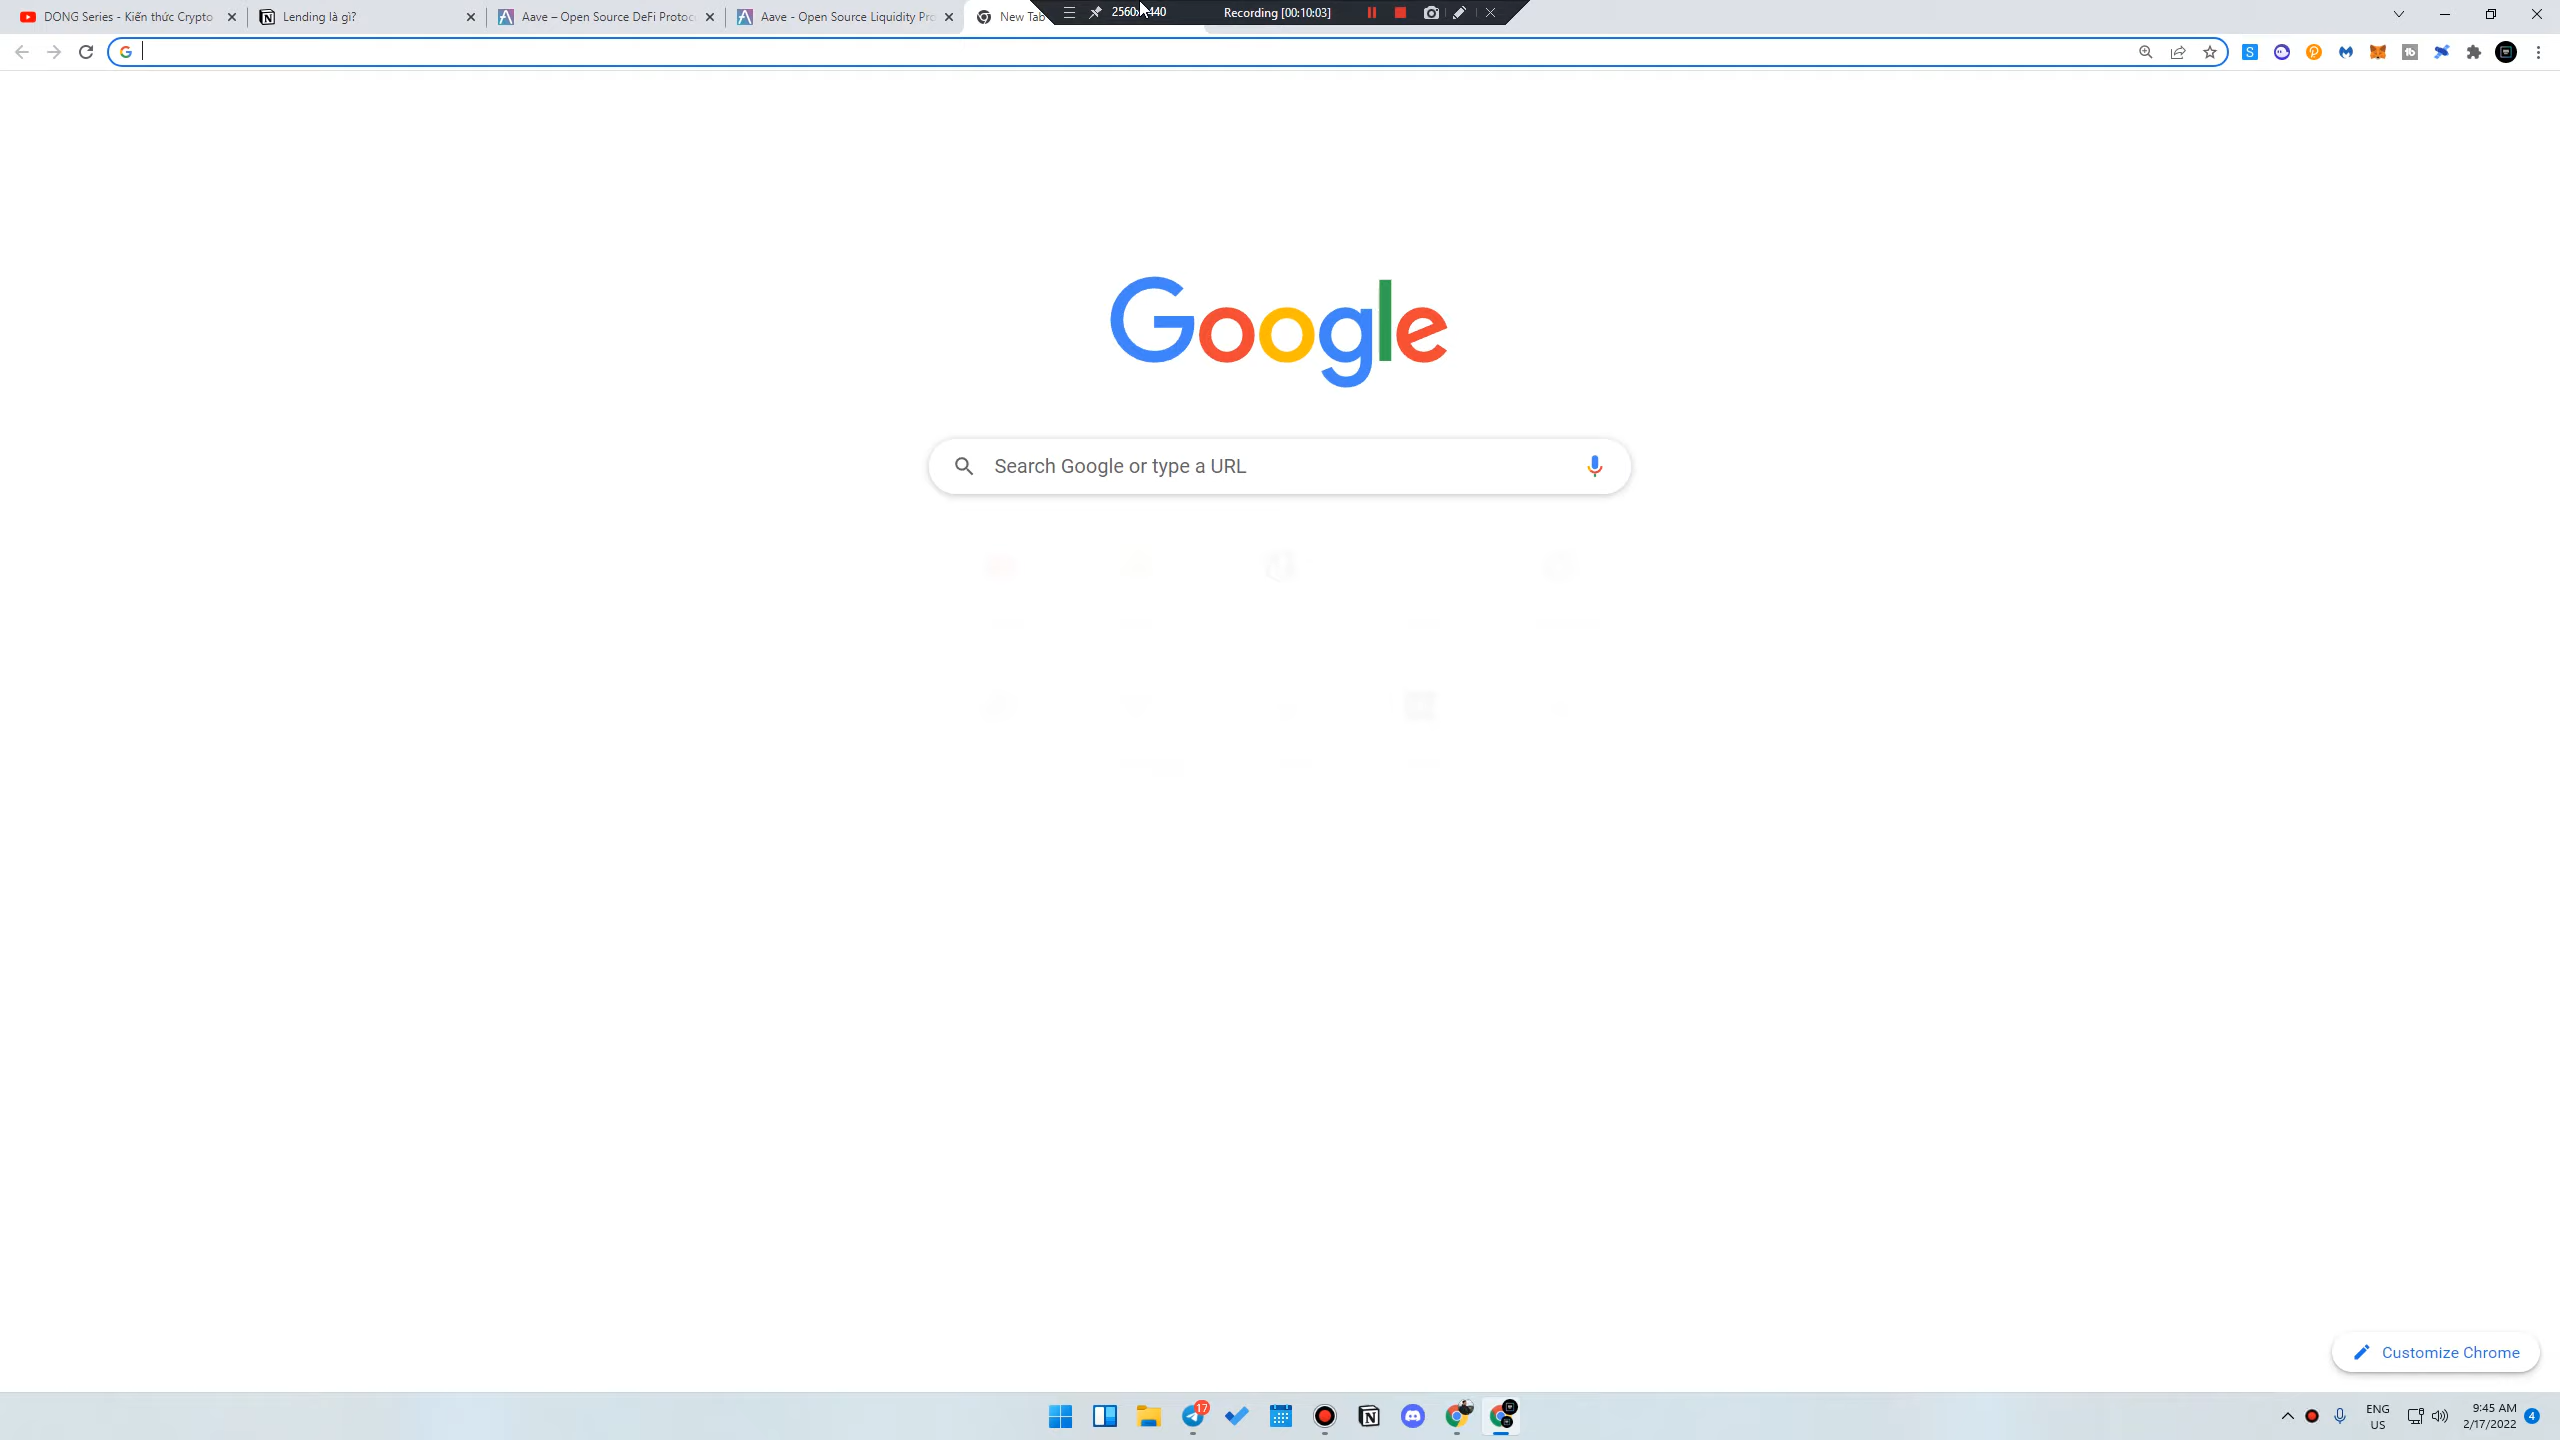 DONG Series - Kiến thức Crypto
Lending là gì?
Aave – Open Source DeFi Protoc
Aave - Open Source Liquidity Pro
New Tab
Recording [00:10:03]
Google
Search Google or type a URL
Customize Chrome
17
ENG
US
9:45 AM
2/17/2022
4